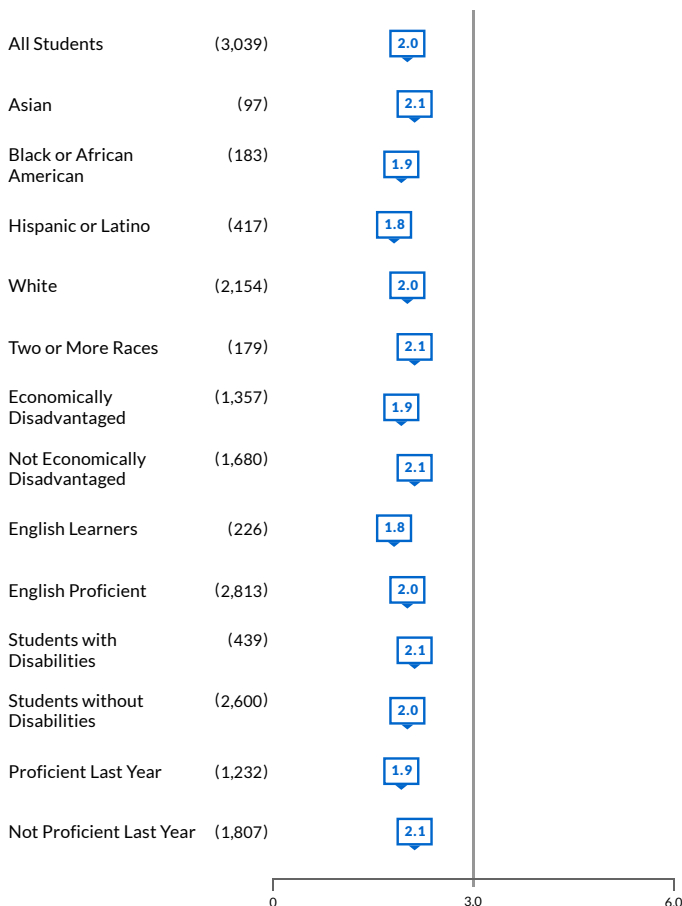 All Students (3,039) 2.0
Asian (97) 2.1
Black or African (183)
American 1.9
Hispanic or Latino (417) 1.8
White (2,154) 2.0
Two or More Races (179) 2.1
Economically (1,357)
Disadvantaged 1.9
Not Economically (1,680)
Disadvantaged 2.1
English Learners (226) 1.8
English Proficient (2,813) 2.0
Students with (439)
Disabilities 2.1
Students without (2,600)
Disabilities 2.0
Proficient Last Year (1,232) 1.9
Not Proficient Last Year (1,807) 2.1
0 3.0 6.0